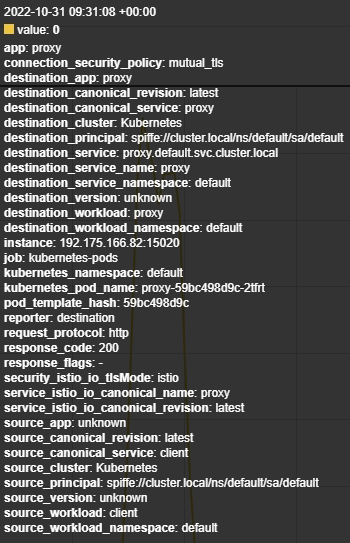 2022-10-31 09:31:08 +00:00
value: 0
app: proxy
connection_security_policy: mutual_tls
destination_app: proxy
destination_canonical_revision: latest
destination_canonical_service: proxy
destination_cluster: Kubernetes
destination_principal: spiffe://cluster.local/ns/default/sa/default
destination_service: proxy.default.svc.cluster.local
destination_service_name: proxy
destination_service_namespace: default
destination_version: unknown
destination_workload: proxy
destination_workload_namespace: default
instance: 192.175.166.82:15020
job: kubernetes-pods
kubernetes_namespace: default
kubernetes_pod_name: proxy-59bc498d9c-2tfrt
pod_template_hash: 59bc498d9c
reporter: destination
request_protocol: http
response_code: 200
response_flags: -
security_istio_io_tlsMode: istio
service_istio_io_canonical_name: proxy
service_istio_io_canonical_revision: latest
source_app: unknown
source_canonical_revision: latest
source_canonical_service: client
source_cluster: Kubernetes
source_principal: spiffe://cluster.local/ns/default/sa/default
source_version: unknown
source_workload: client
source_workload_namespace: default